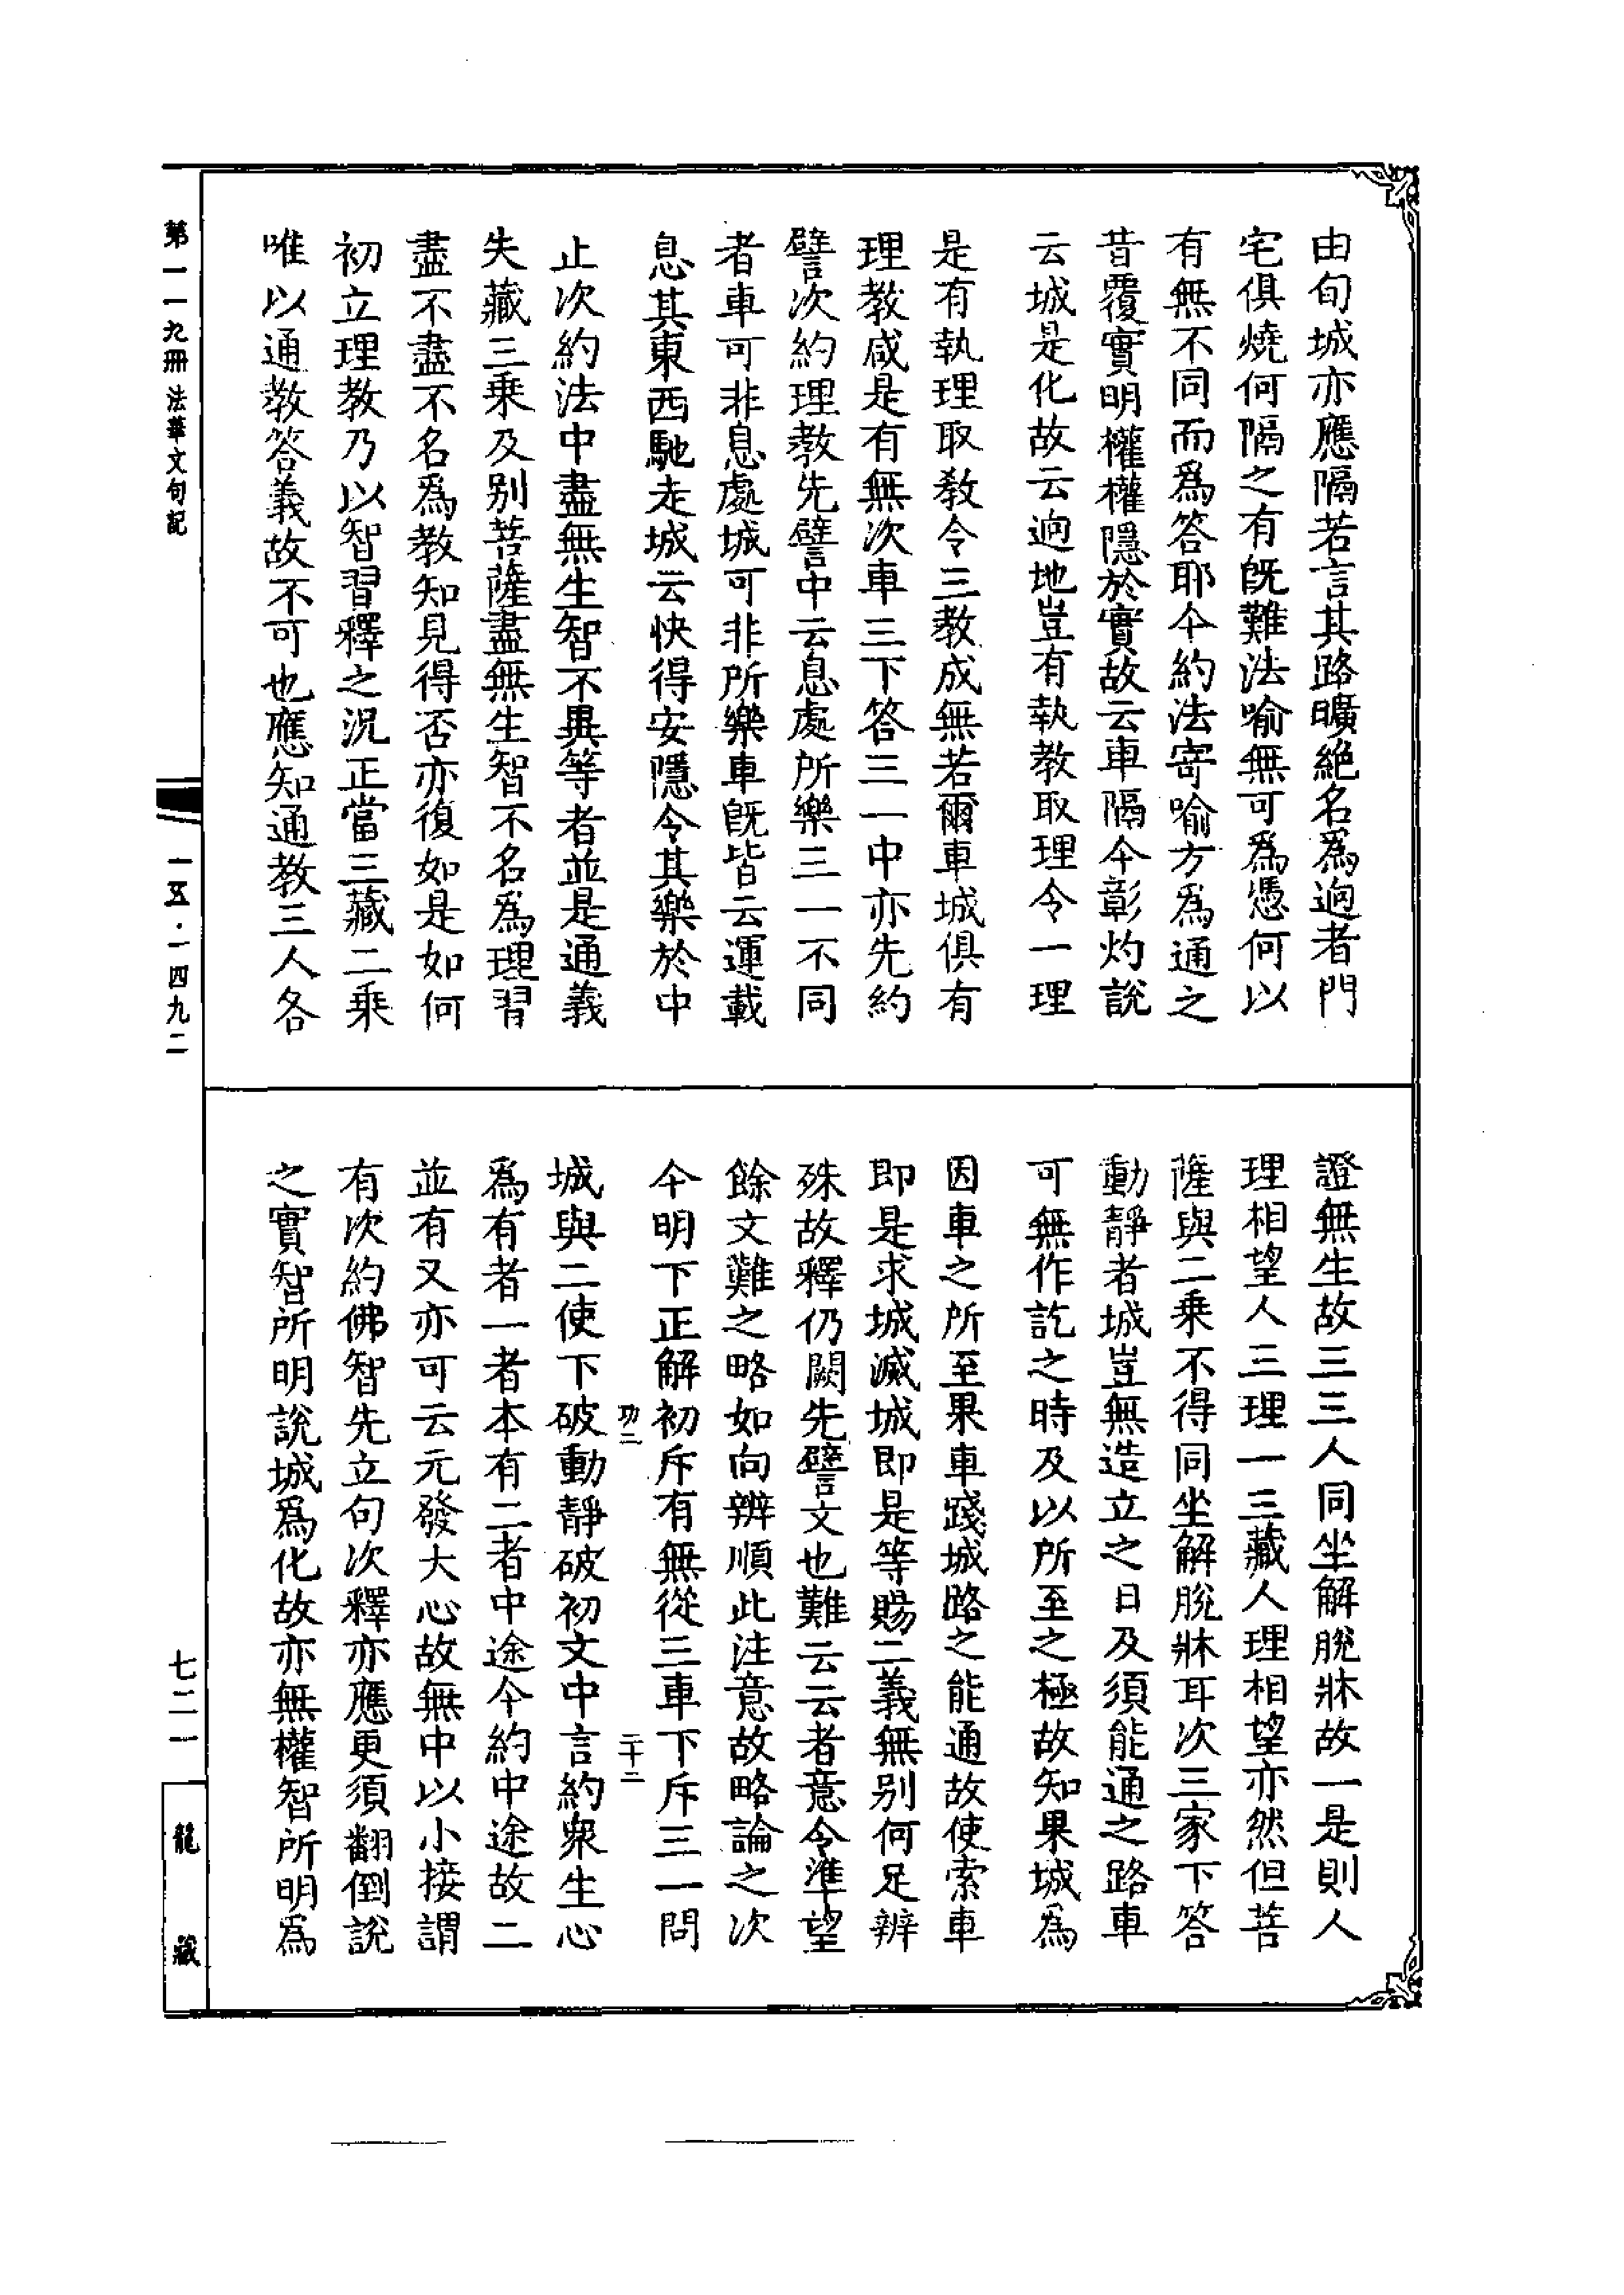 由旬城亦應隔若言其路曠絶名爲逈者門
宅俱燒何隔之有旣難法喻無可爲憑何以
有無不同而爲答耶今約法寄喻方爲通之
昔覆實明權權隱於實故云車隔今彰灼說
云城是化故云逈地豈有執教取理令一理
是有執理取教令三教成無若爾車城俱有
理教咸是有無次車三下答三一中亦先約
譬次約理教先譬中云息處所樂三一不同
者車可非息處城可非所樂車旣皆云運載
息其東西馳走城云快得安隱令其樂於中
止次約法中盡無生智不異等者並是通義
失藏三乘及别菩薩盡無生智不名爲理習
盡不盡不名爲教知見得否亦復如是如何
初立理教乃以智習釋之況正當三藏二乘
唯以通教答義故不可也應知通教三人各
證無生故三三人同坐解脫牀故一是則人
理相望人三理一三藏人理相望亦然但菩
薩與二乘不得同坐解脫牀耳次三家下答
動靜者城豈無造立之日及須能通之路車
可無作訖之時及以所至之極故知果城爲
因車之所至果車踐城路之能通故使索車
即是求城滅城即是等賜二義無别何足辨
殊故釋仍闕先譬文也難云云者意令準望
餘文難之略如向辨順此注意故略論之次
今明下正解初斥有無從三車下斥三一問
功二 二十二
城與二使下破動靜破初文中言約衆生心
爲有者一者本有二者中途今約中途故二
並有又亦可云元發大心故無中以小接謂
有次約佛智先立句次釋亦應更須翻倒說
之實智所明說城爲化故亦無權智所明爲
第一一九冊 法華文句記
一五·一四九二
七二一
龍藏